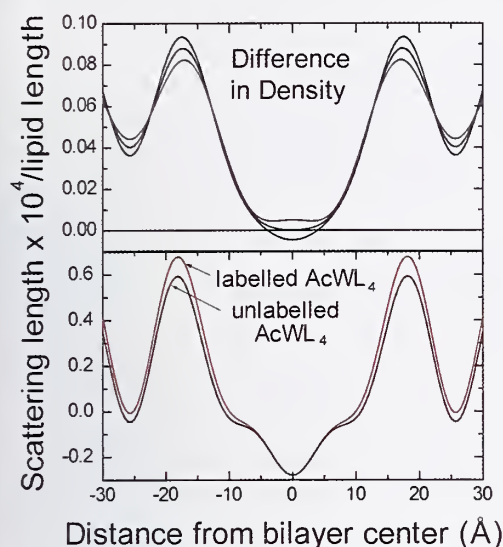 Scattering length x 10⁴/lipid length
0.10
0.08
0.06
0.04
0.02
0.00
Difference
in Density
0.6
0.4
0.2
0.0
-0.2
labelled AcWL₄
unlabelled
AcWL₄
-30 -20 -10 0 10 20 30
Distance from bilayer center (Å)